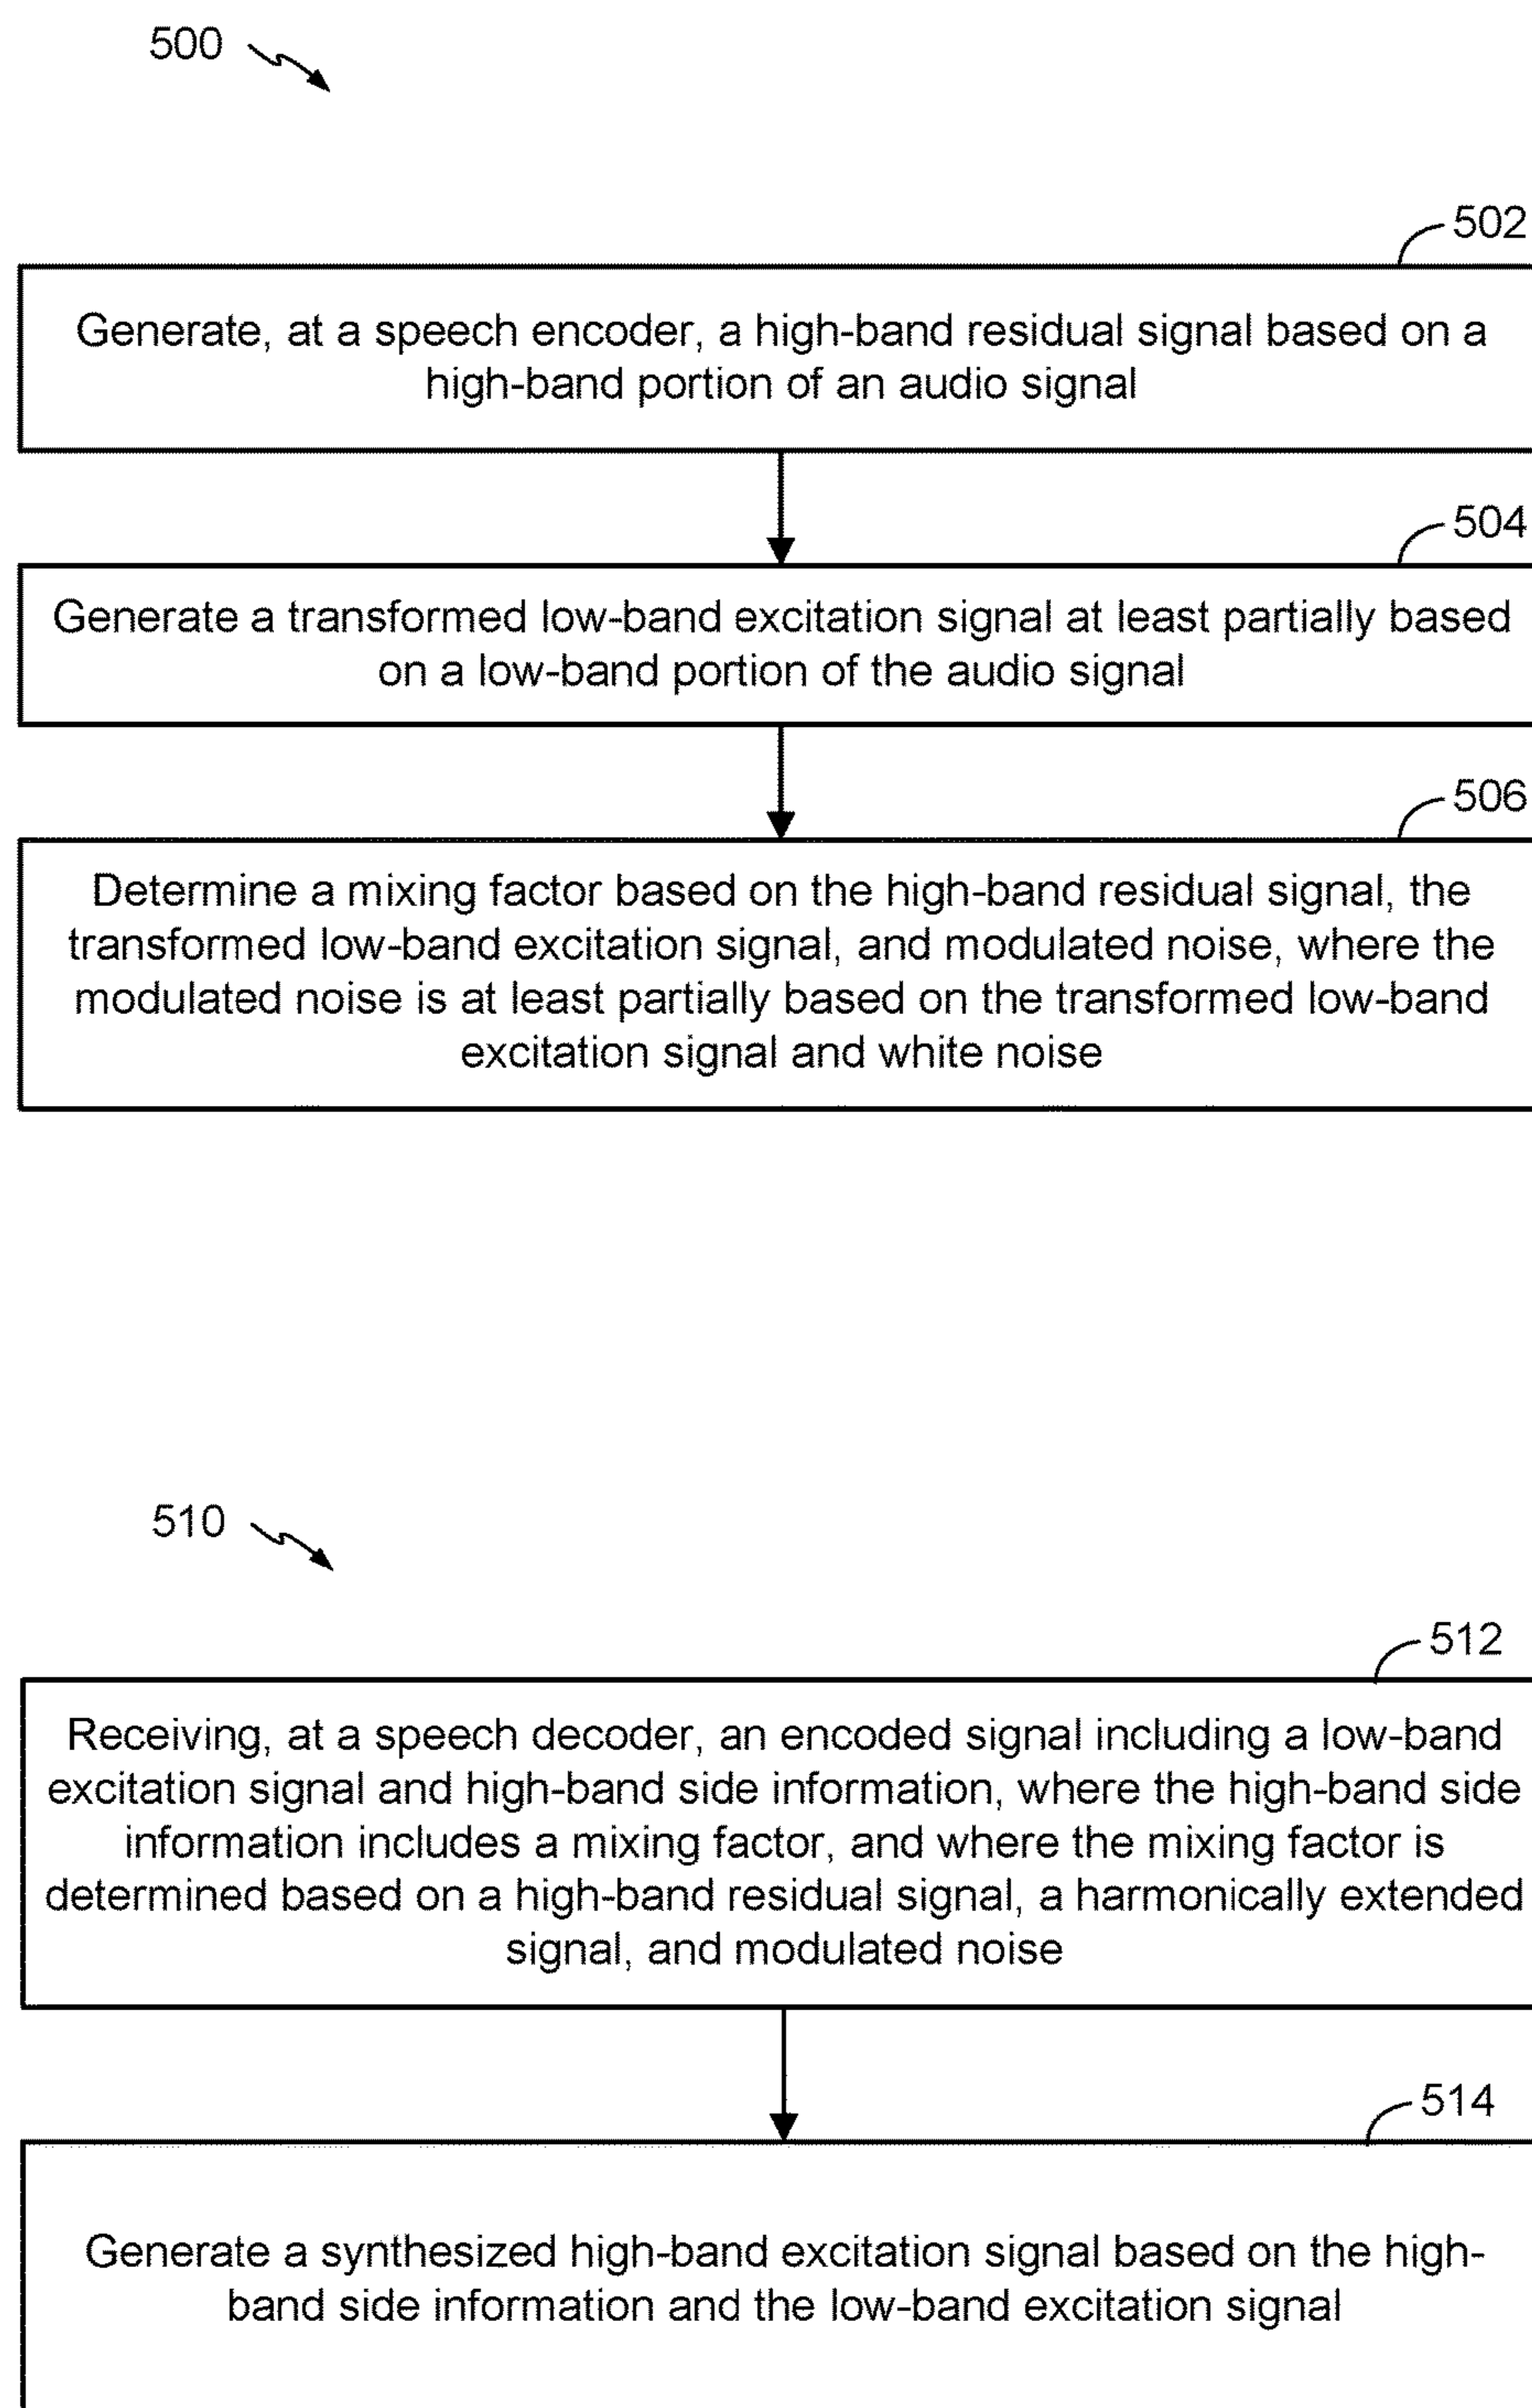 500
502
Generate, at a speech encoder, a high-band residual signal based on a
high-band portion of an audio signal
504
Generate a transformed low-band excitation signal at least partially based
on a low-band portion of the audio signal
506
Determine a mixing factor based on the high-band residual signal, the
transformed low-band excitation signal, and modulated noise, where the
modulated noise is at least partially based on the transformed low-band
excitation signal and white noise
510
512
Receiving, at a speech decoder, an encoded signal including a low-band
excitation signal and high-band side information, where the high-band side
information includes a mixing factor, and where the mixing factor is
determined based on a high-band residual signal, a harmonically extended
signal, and modulated noise
514
Generate a synthesized high-band excitation signal based on the high-
band side information and the low-band excitation signal